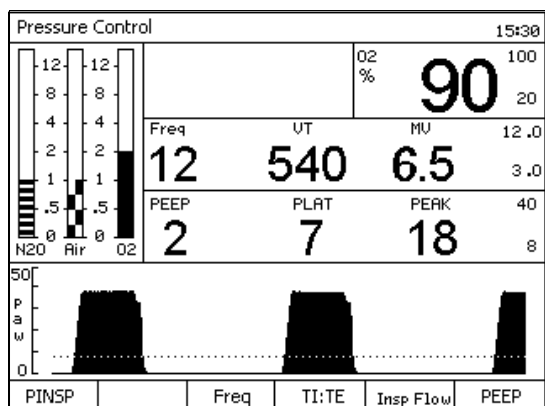 Pressure Control 15:30
12 12
8 8
4 4
2 2
1 1
.5 .5
0 0
N2O Air O2
O2 % 90 100 20
Freq VT MV 12.0
12 540 6.5 3.0
PEEP PLAT PEAK 40
2 7 18 8
50
Paw
0
PINSP Freq TI:TE Insp Flow PEEP